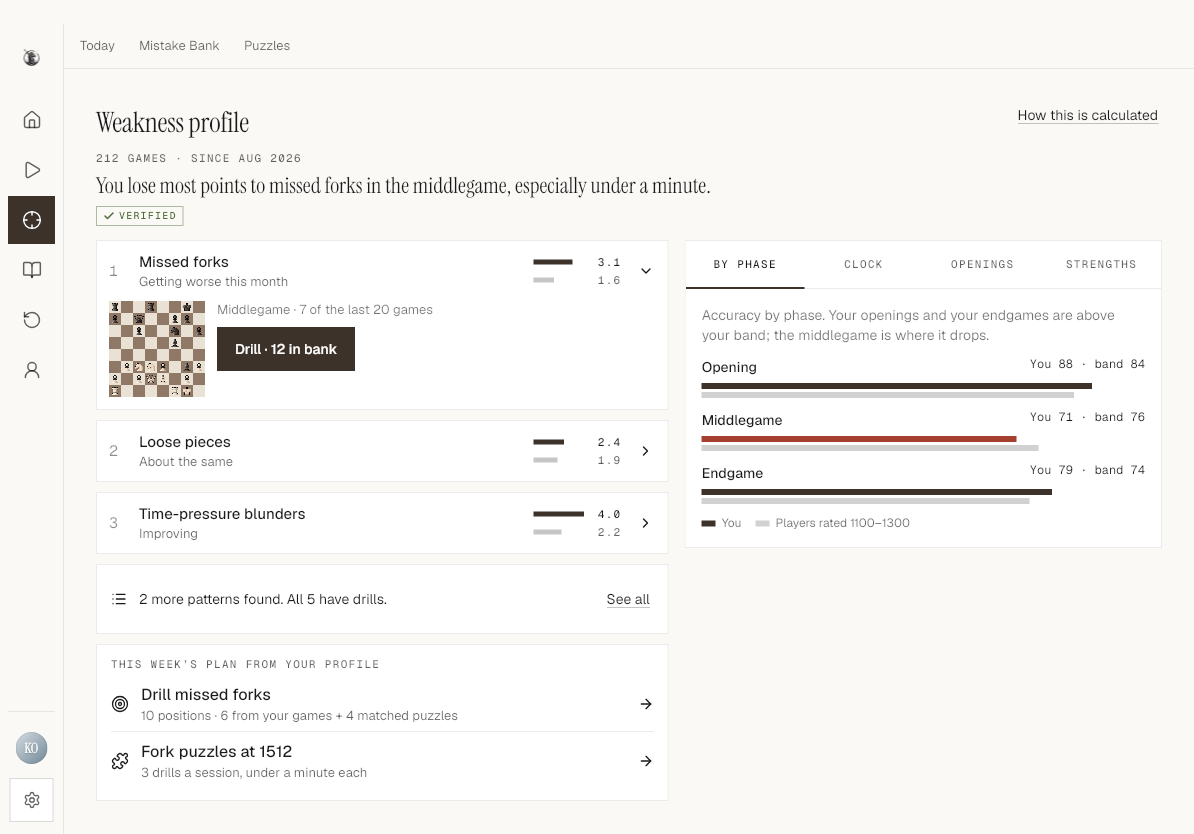 Today Mistake Bank Puzzles
Weakness profile
How this is calculated
212 GAMES · SINCE AUG 2026
You lose most points to missed forks in the middlegame, especially under a minute.
VERIFIED
1
Missed forks
Getting worse this month
3.1
1.6
Middlegame · 7 of the last 20 games
Drill · 12 in bank
2
Loose pieces
About the same
2.4
1.9
3
Time-pressure blunders
Improving
4.0
2.2
2 more patterns found. All 5 have drills.
See all
THIS WEEK'S PLAN FROM YOUR PROFILE
Drill missed forks
10 positions · 6 from your games + 4 matched puzzles
Fork puzzles at 1512
3 drills a session, under a minute each
BY PHASE CLOCK OPENINGS STRENGTHS
Accuracy by phase. Your openings and your endgames are above
your band; the middlegame is where it drops.
Opening You 88 · band 84
Middlegame You 71 · band 76
Endgame You 79 · band 74
You Players rated 1100–1300
KO